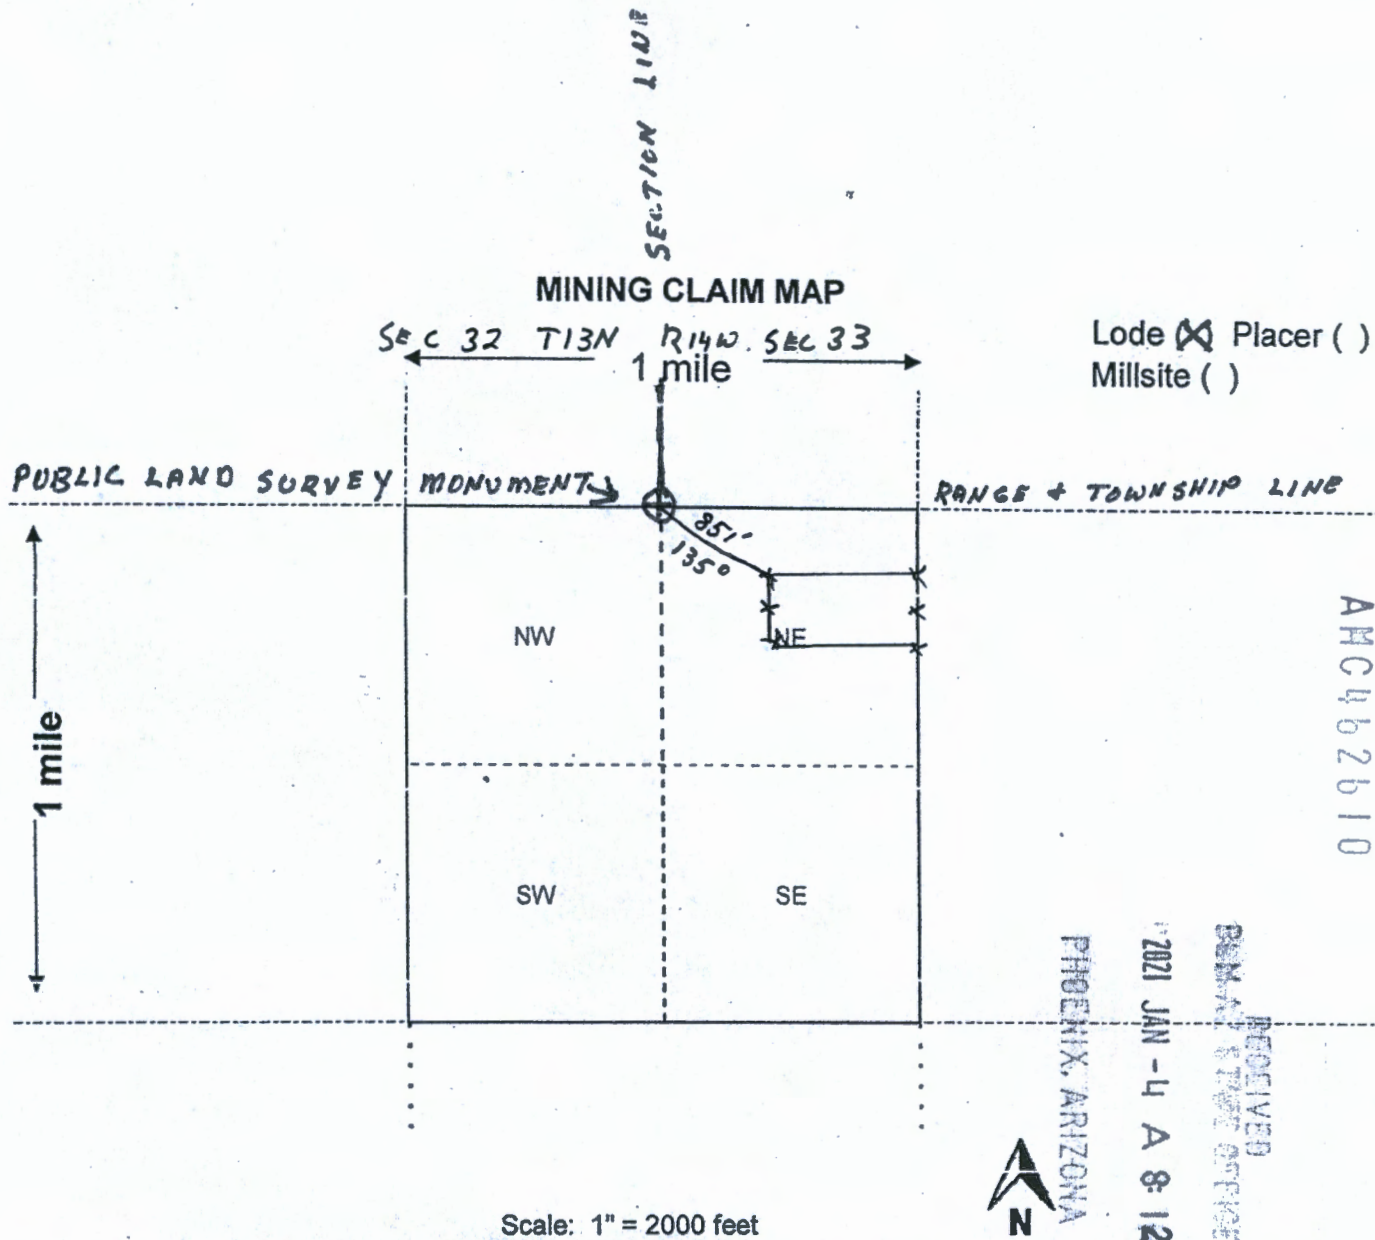 SECTION LINE
MINING CLAIM MAP
SEC 32 T13N R14W. SEC 33
1 mile
Lode (X) Placer ( )
Millsite ( )
PUBLIC LAND SURVEY MONUMENT
RANGE + TOWNSHIP LINE
851'
135°
NW
NE
1 mile
SW
SE
AMC462610
RECEIVED
2021 JAN -4 A 8:12
PHOENIX, ARIZONA
N
Scale: 1" = 2000 feet